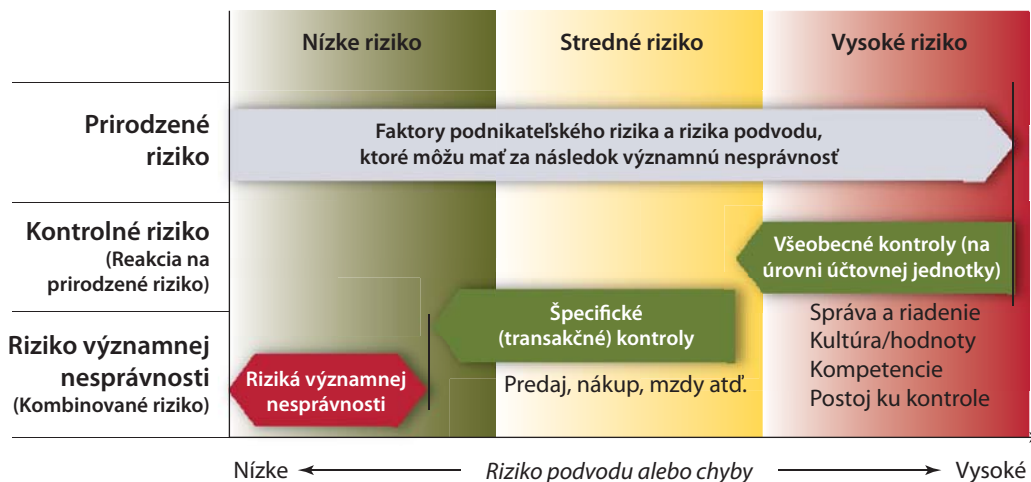 Nízke riziko
Stredné riziko
Vysoké riziko
Prirodzené
riziko
Faktory podnikateľského rizika a rizika podvodu,
ktoré môžu mať za následok významnú nesprávnosť
Kontrolné riziko
(Reakcia na
prirodzené riziko)
Všeobecné kontroly (na
úrovni účtovnej jednotky)
Špecifické
(transakčné) kontroly
Správa a riadenie
Kultúra/hodnoty
Kompetencie
Postoj ku kontrole
Riziko významnej
nesprávnosti
(Kombinované riziko)
Riziká významnej
nesprávnosti
Predaj, nákup, mzdy atď.
Nízke
Riziko podvodu alebo chyby
Vysoké